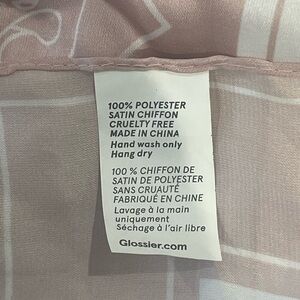 100% POLYESTER
SATIN CHIFFON
CRUELTY FREE
MADE IN CHINA
Hand wash only
Hang dry
100 % CHIFFON DE
SATIN DE POLYESTER
SANS CRUAUTÉ
FABRIQUÉ EN CHINE
Lavage à la main
uniquement
Séchage à l'air libre
Glossier.com